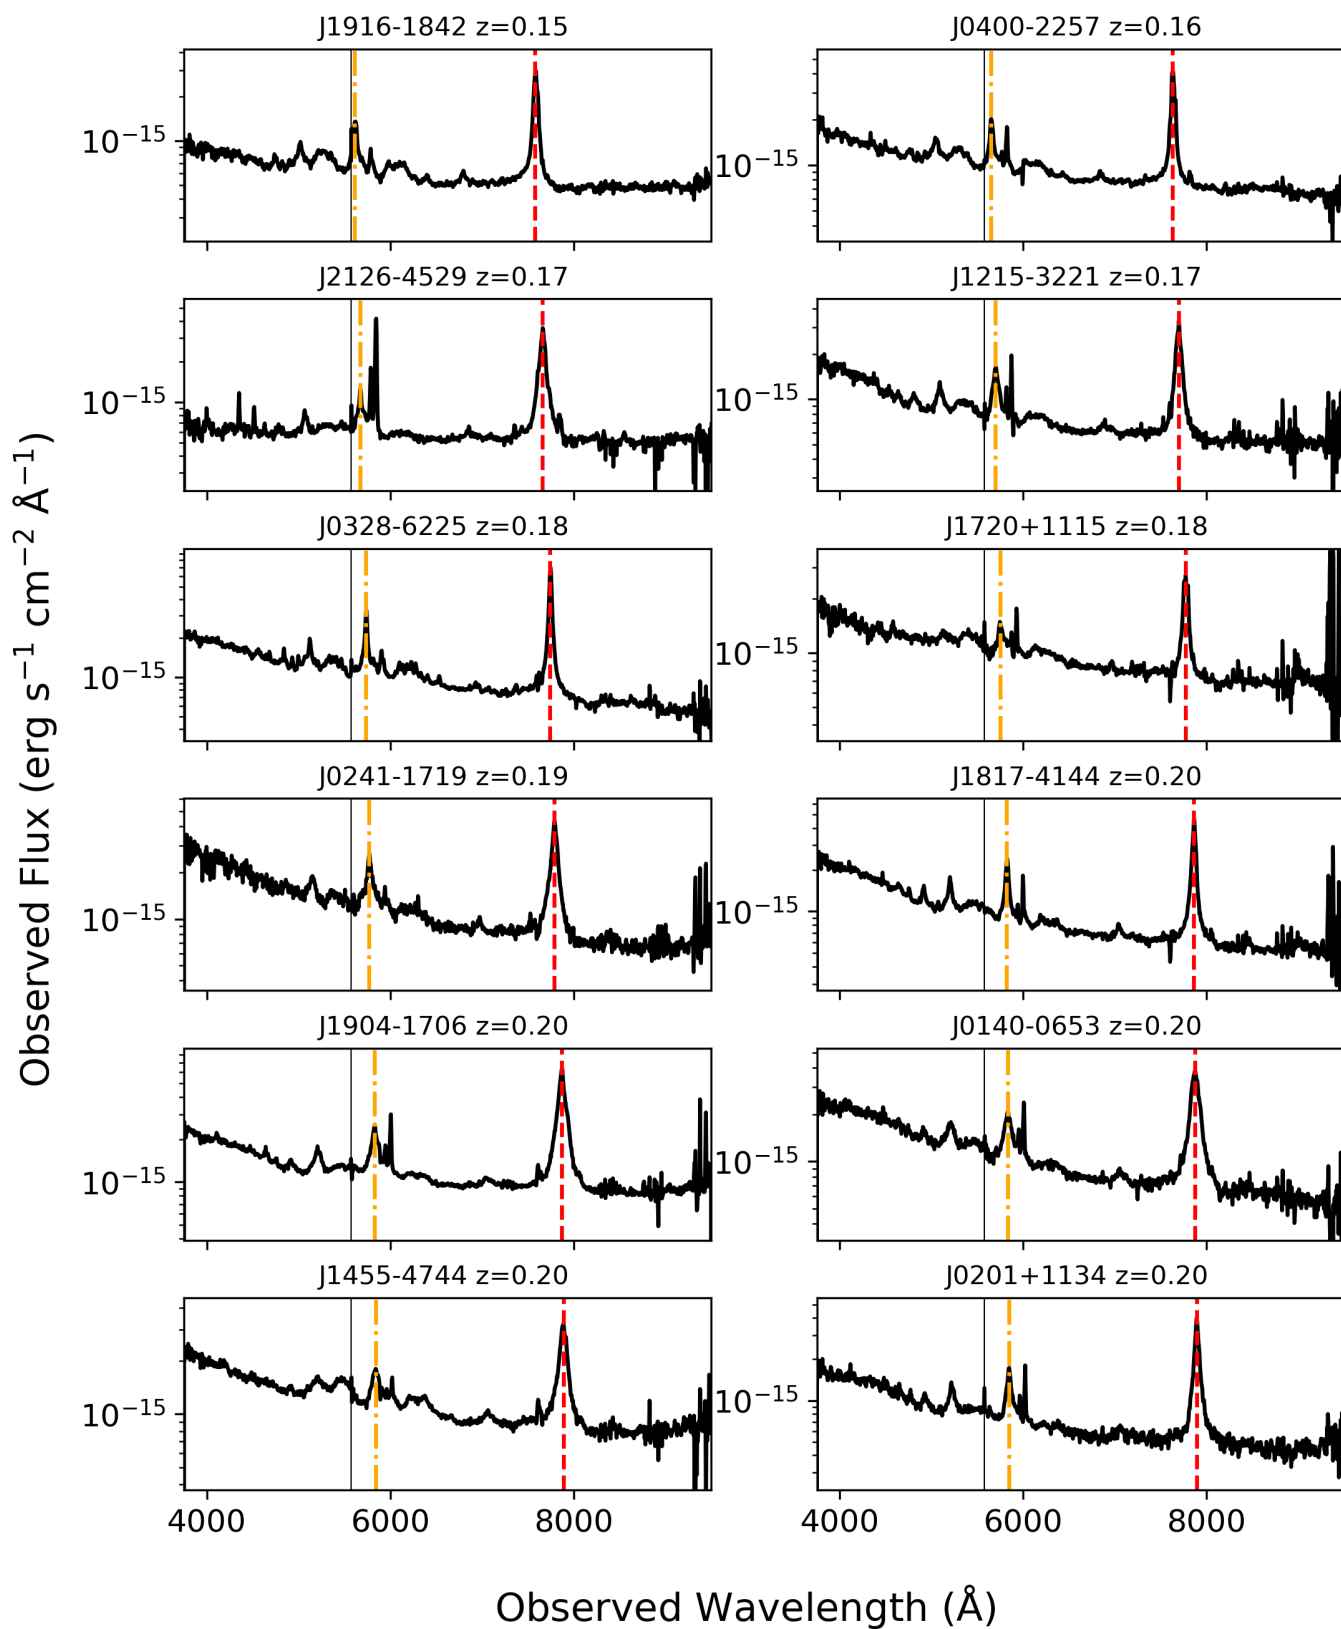 J1916-1842 z=0.15
J0400-2257 z=0.16
10⁻¹⁵
10⁻¹⁵
J2126-4529 z=0.17
J1215-3221 z=0.17
10⁻¹⁵
10⁻¹⁵
J0328-6225 z=0.18
J1720+1115 z=0.18
10⁻¹⁵
10⁻¹⁵
J0241-1719 z=0.19
J1817-4144 z=0.20
10⁻¹⁵
10⁻¹⁵
J1904-1706 z=0.20
J0140-0653 z=0.20
10⁻¹⁵
10⁻¹⁵
J1455-4744 z=0.20
J0201+1134 z=0.20
10⁻¹⁵
10⁻¹⁵
4000 6000 8000
4000 6000 8000
Observed Flux (erg s⁻¹ cm⁻² Å⁻¹)
Observed Wavelength (Å)